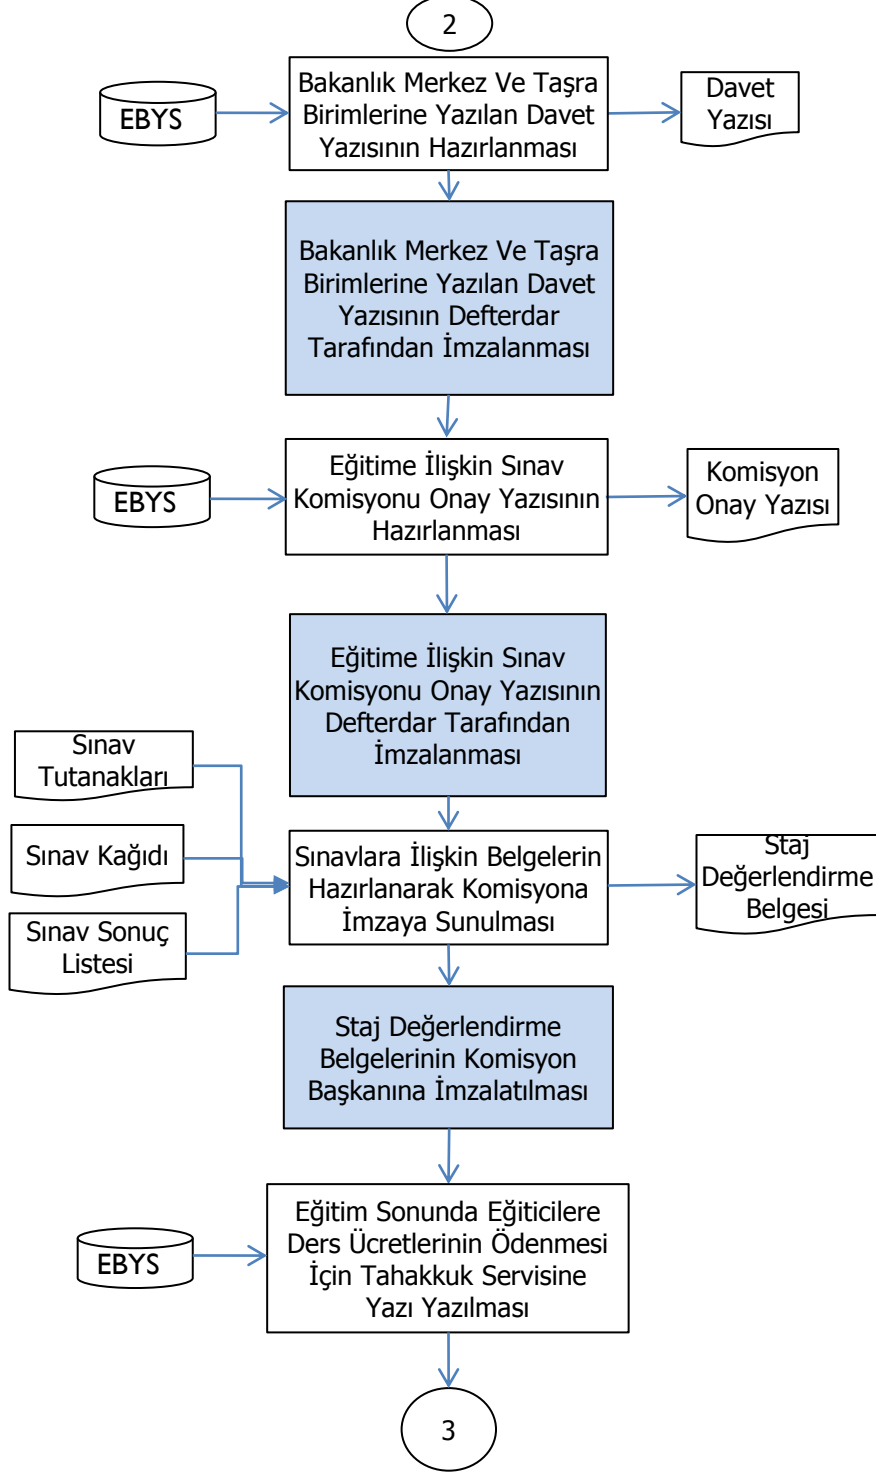 2
EBYS
Bakanlık Merkez Ve Taşra
Birimlerine Yazılan Davet
Yazısının Hazırlanması
Davet
Yazısı
Bakanlık Merkez Ve Taşra
Birimlerine Yazılan Davet
Yazısının Defterdar
Tarafından İmzalanması
EBYS
Eğitime İlişkin Sınav
Komisyonu Onay Yazısının
Hazırlanması
Komisyon
Onay Yazısı
Eğitime İlişkin Sınav
Komisyonu Onay Yazısının
Defterdar Tarafından
İmzalanması
Sınav
Tutanakları
Sınav Kağıdı
Sınav Sonuç
Listesi
Sınavlara İlişkin Belgelerin
Hazırlanarak Komisyona
İmzaya Sunulması
Staj
Değerlendirme
Belgesi
Staj Değerlendirme
Belgelerinin Komisyon
Başkanına İmzalatılması
EBYS
Eğitim Sonunda Eğiticilere
Ders Ücretlerinin Ödenmesi
İçin Tahakkuk Servisine
Yazı Yazılması
3